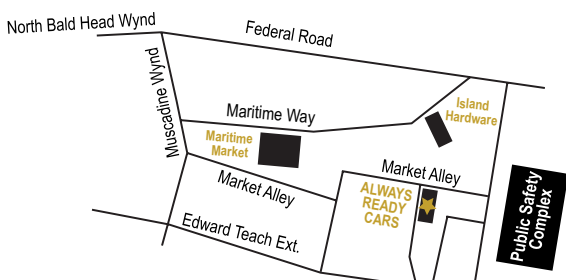 North Bald Head Wynd
Federal Road
Muscadine Wynd
Maritime Way
Island
Hardware
Maritime
Market
Market Alley
Market Alley
ALWAYS
READY
CARS
Public Safety
Complex
Edward Teach Ext.